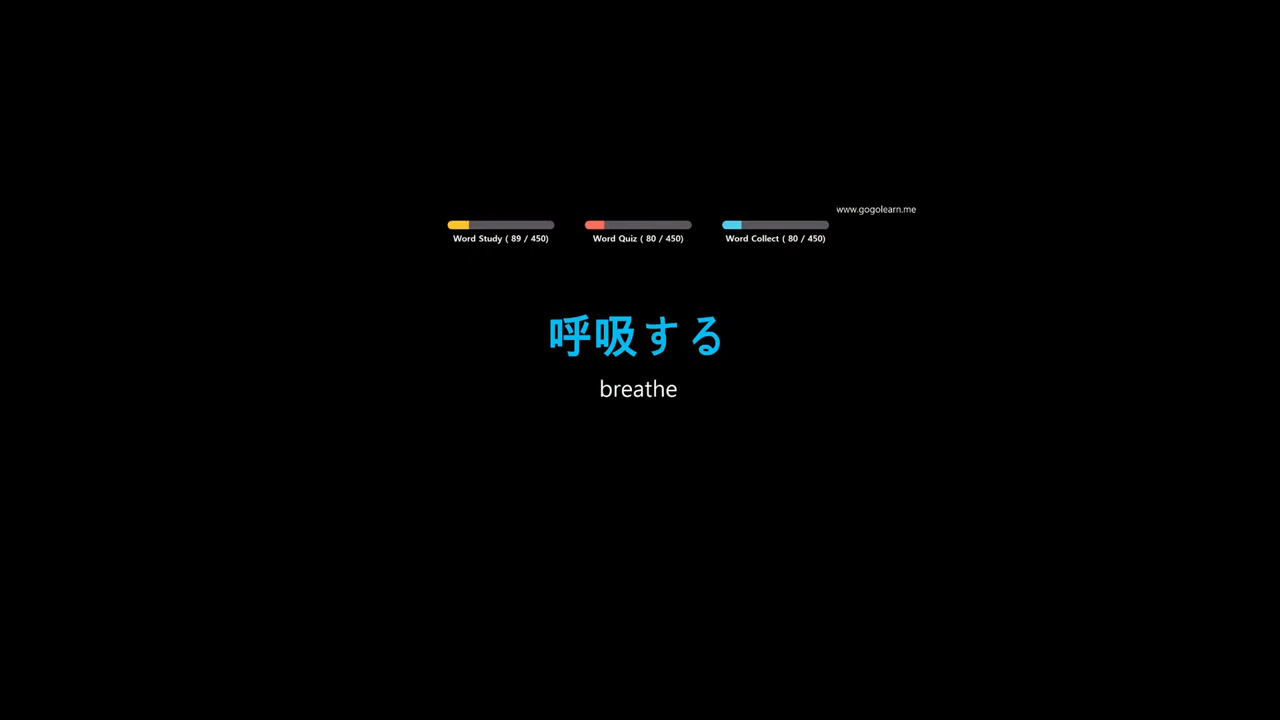 www.gogolearn.me
Word Study ( 89 / 450)
Word Quiz ( 80 / 450)
Word Collect ( 80 / 450)
呼吸する
breathe